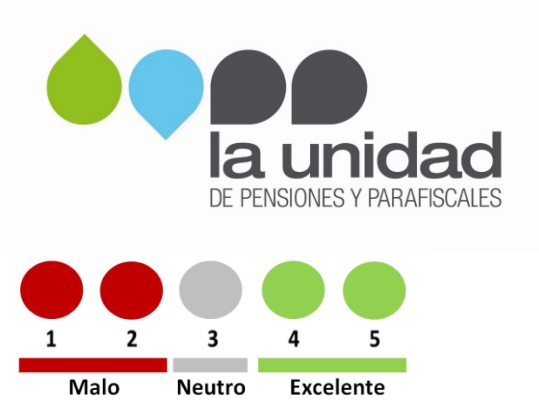 la unidad
DE PENSIONES Y PARAFISCALES
1 2 3 4 5
Malo Neutro Excelente